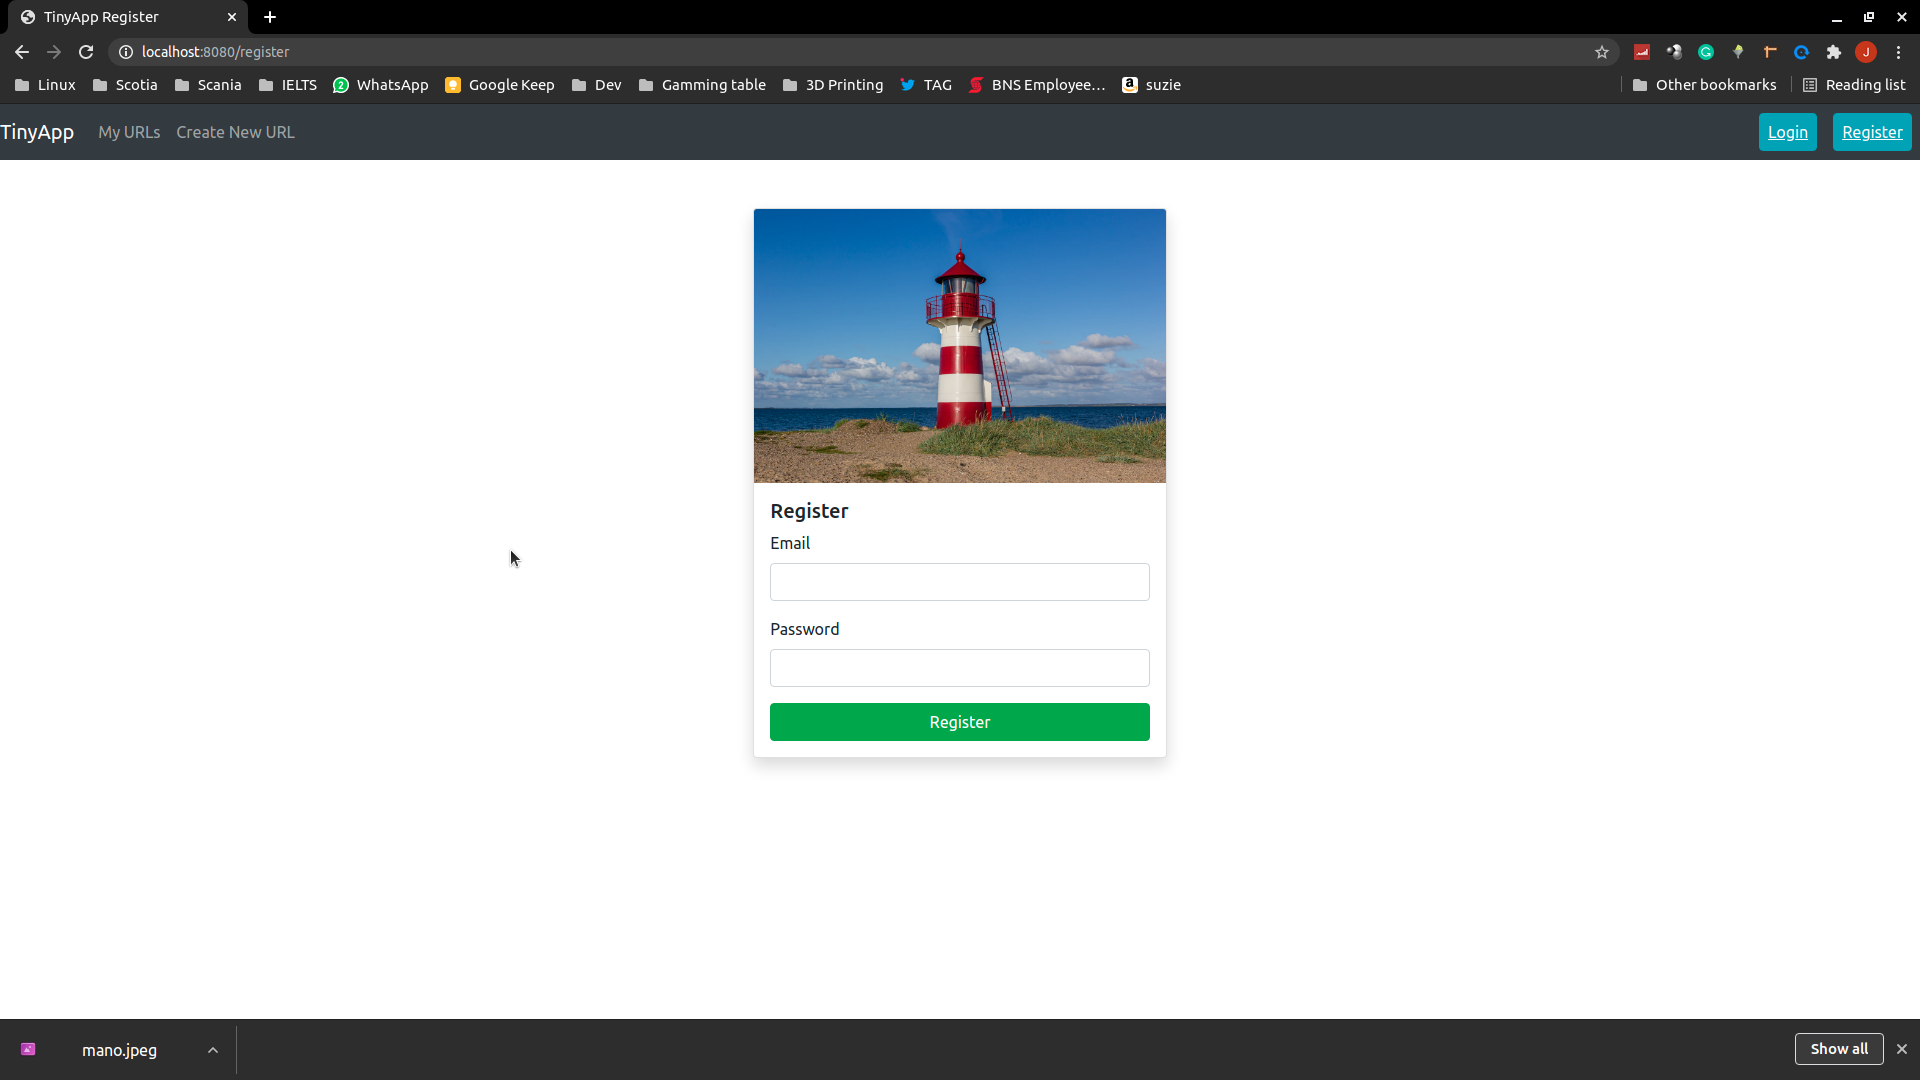 TinyApp Register
localhost:8080/register
J
Linux Scotia Scania IELTS 2 WhatsApp Google Keep Dev Gamming table 3D Printing TAG BNS Employee... a suzie Other bookmarks Reading list
TinyApp My URLs Create New URL Login Register
Register
Email
Password
Register
mano.jpeg Show all